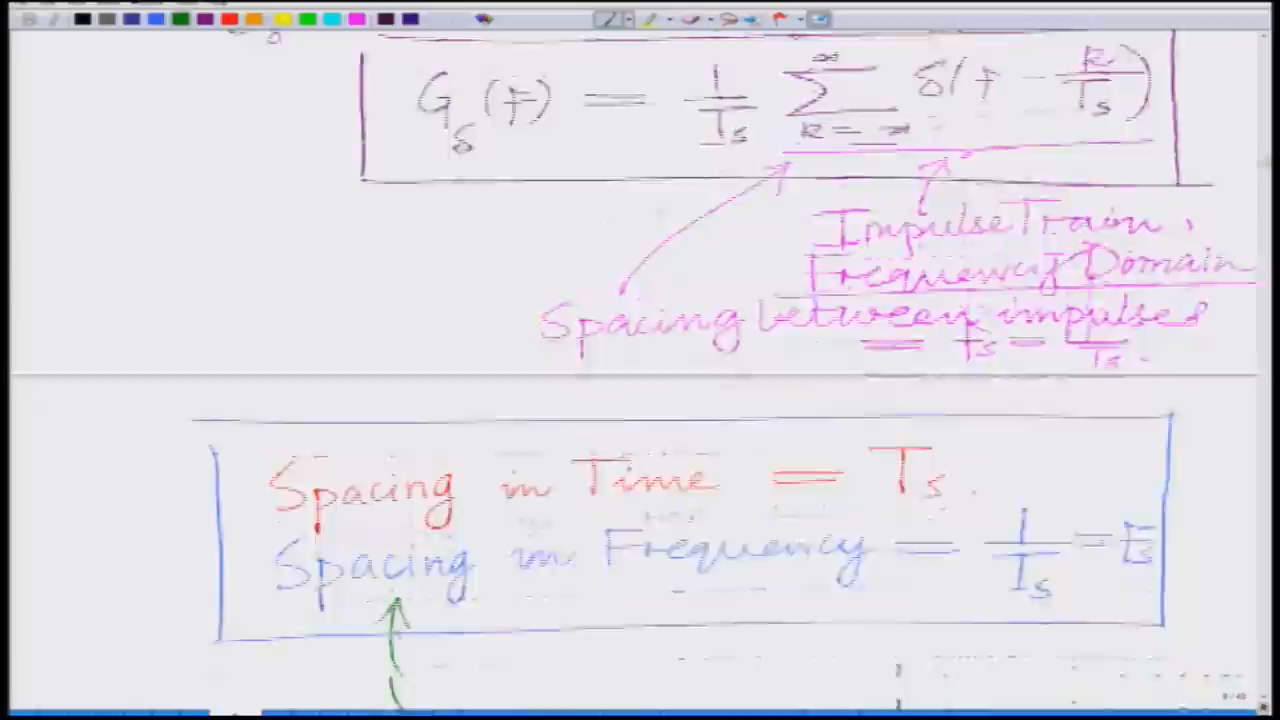 G_δ(f) = 1/T_s ∑_{k=-∞}^{∞} δ(f - k/T_s)
Impulse Train,
Frequency Domain
Spacing between impulses
= f_s = 1/T_s.
Spacing in Time = T_s.
Spacing in Frequency = 1/T_s = F_s